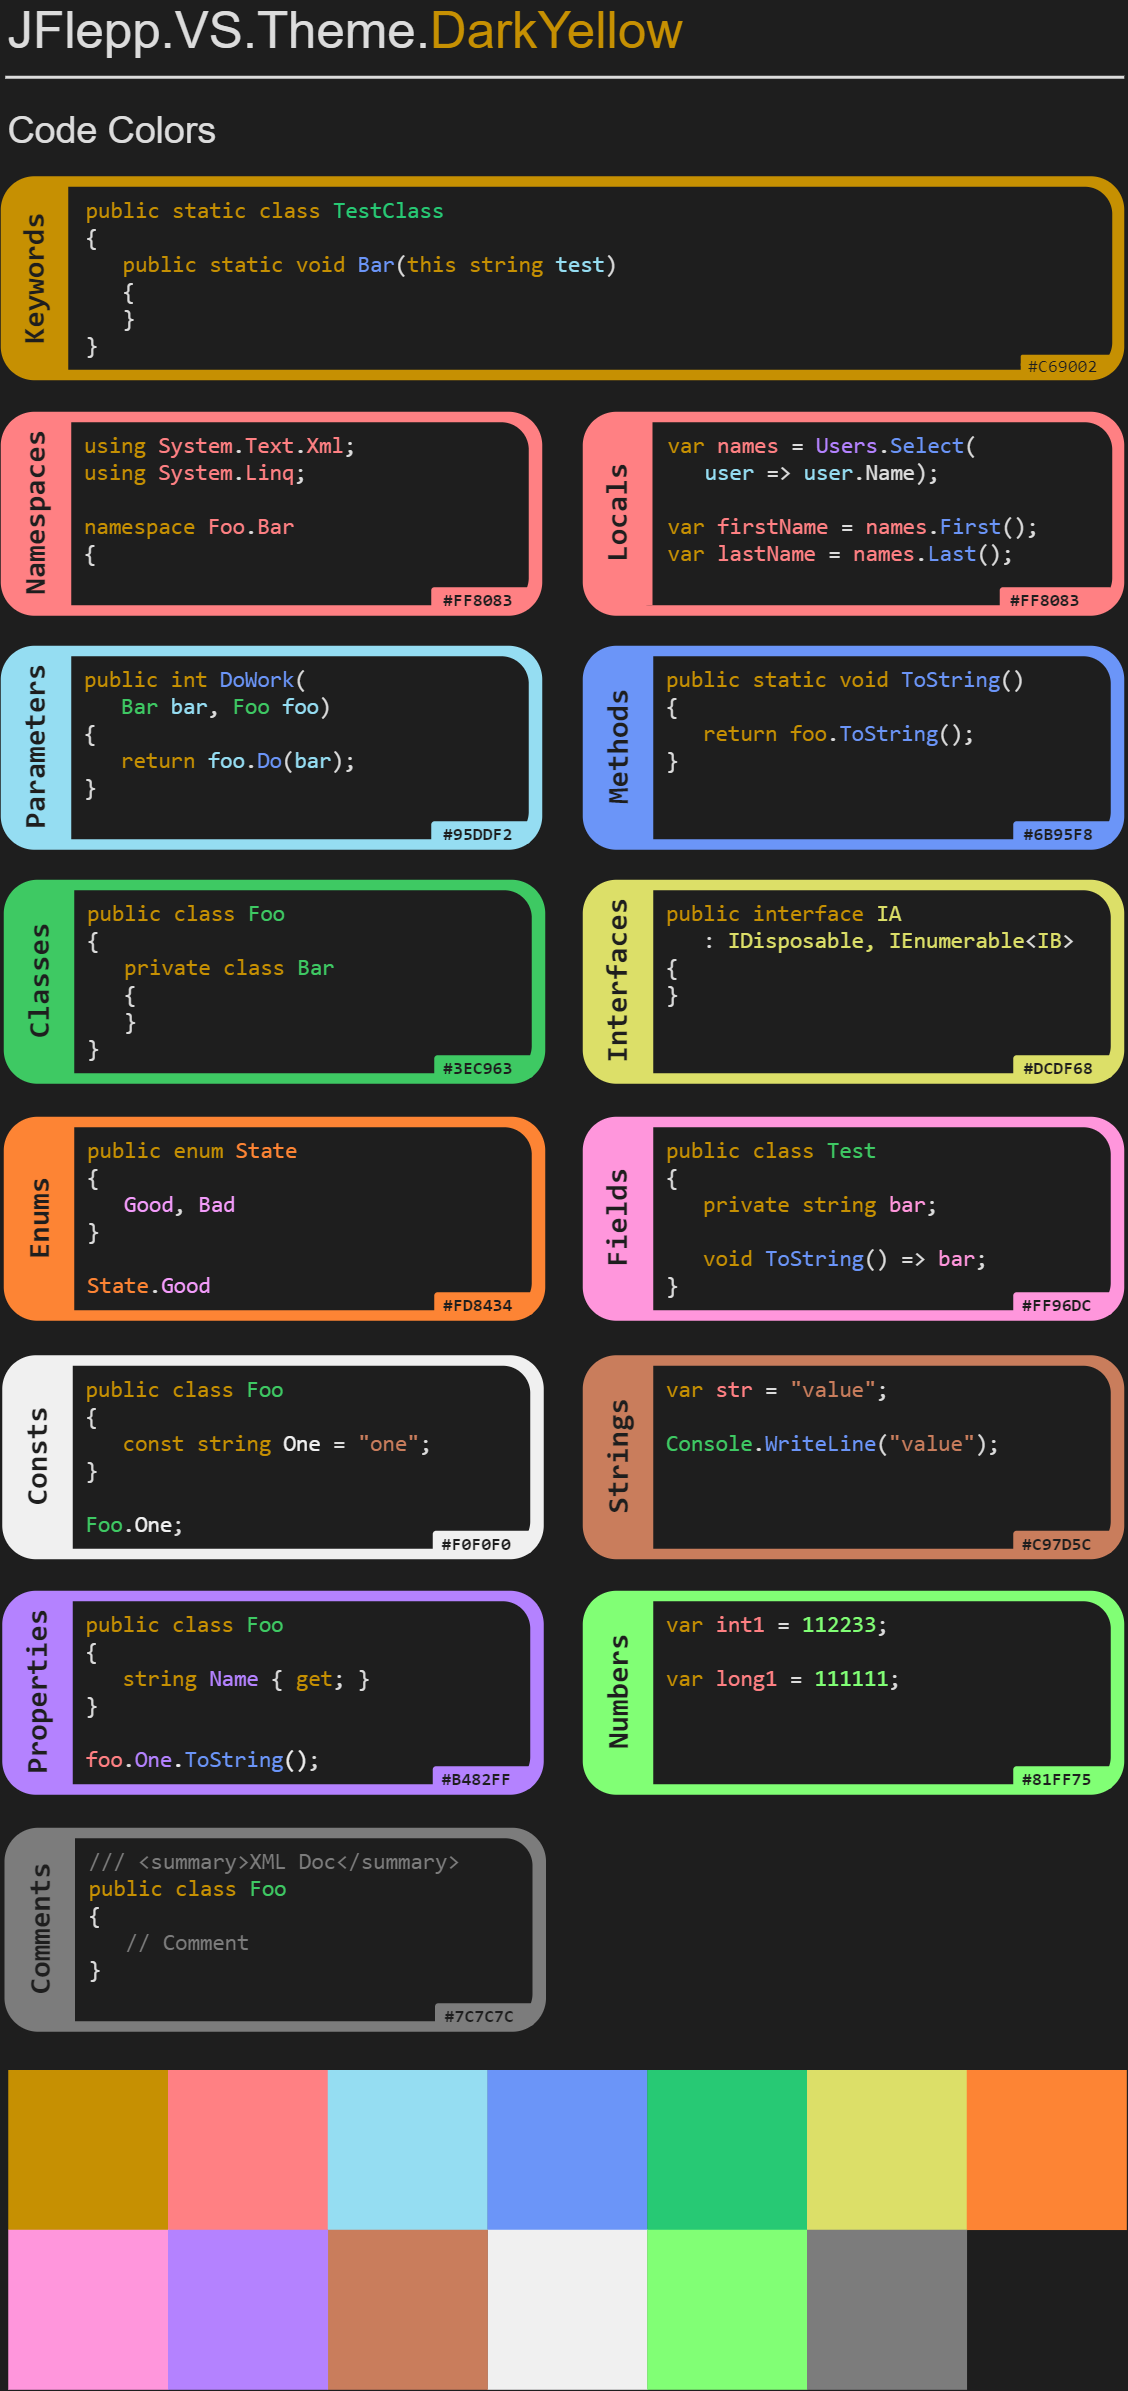 JFlepp.VS.Theme.DarkYellow
Code Colors
Keywords
public static class TestClass
{
public static void Bar(this string test)
{
}
}
#C69002
Namespaces
using System.Text.Xml;
using System.Linq;
namespace Foo.Bar
{
#FF8083
Locals
var names = Users.Select(
user => user.Name);
var firstName = names.First();
var lastName = names.Last();
#FF8083
Parameters
public int DoWork(
Bar bar, Foo foo)
{
return foo.Do(bar);
}
#95DDF2
Methods
public static void ToString()
{
return foo.ToString();
}
#6B95F8
Classes
public class Foo
{
private class Bar
{
}
}
#3EC963
Interfaces
public interface IA
: IDisposable, IEnumerable<IB>
{
}
#DCDF68
Enums
public enum State
{
Good, Bad
}
State.Good
#FD8434
Fields
public class Test
{
private string bar;
void ToString() => bar;
}
#FF96DC
Consts
public class Foo
{
const string One = "one";
}
Foo.One;
#F0F0F0
Strings
var str = "value";
Console.WriteLine("value");
#C97D5C
Properties
public class Foo
{
string Name { get; }
}
foo.One.ToString();
#B482FF
Numbers
var int1 = 112233;
var long1 = 111111;
#81FF75
Comments
/// <summary>XML Doc</summary>
public class Foo
{
// Comment
}
#7C7C7C